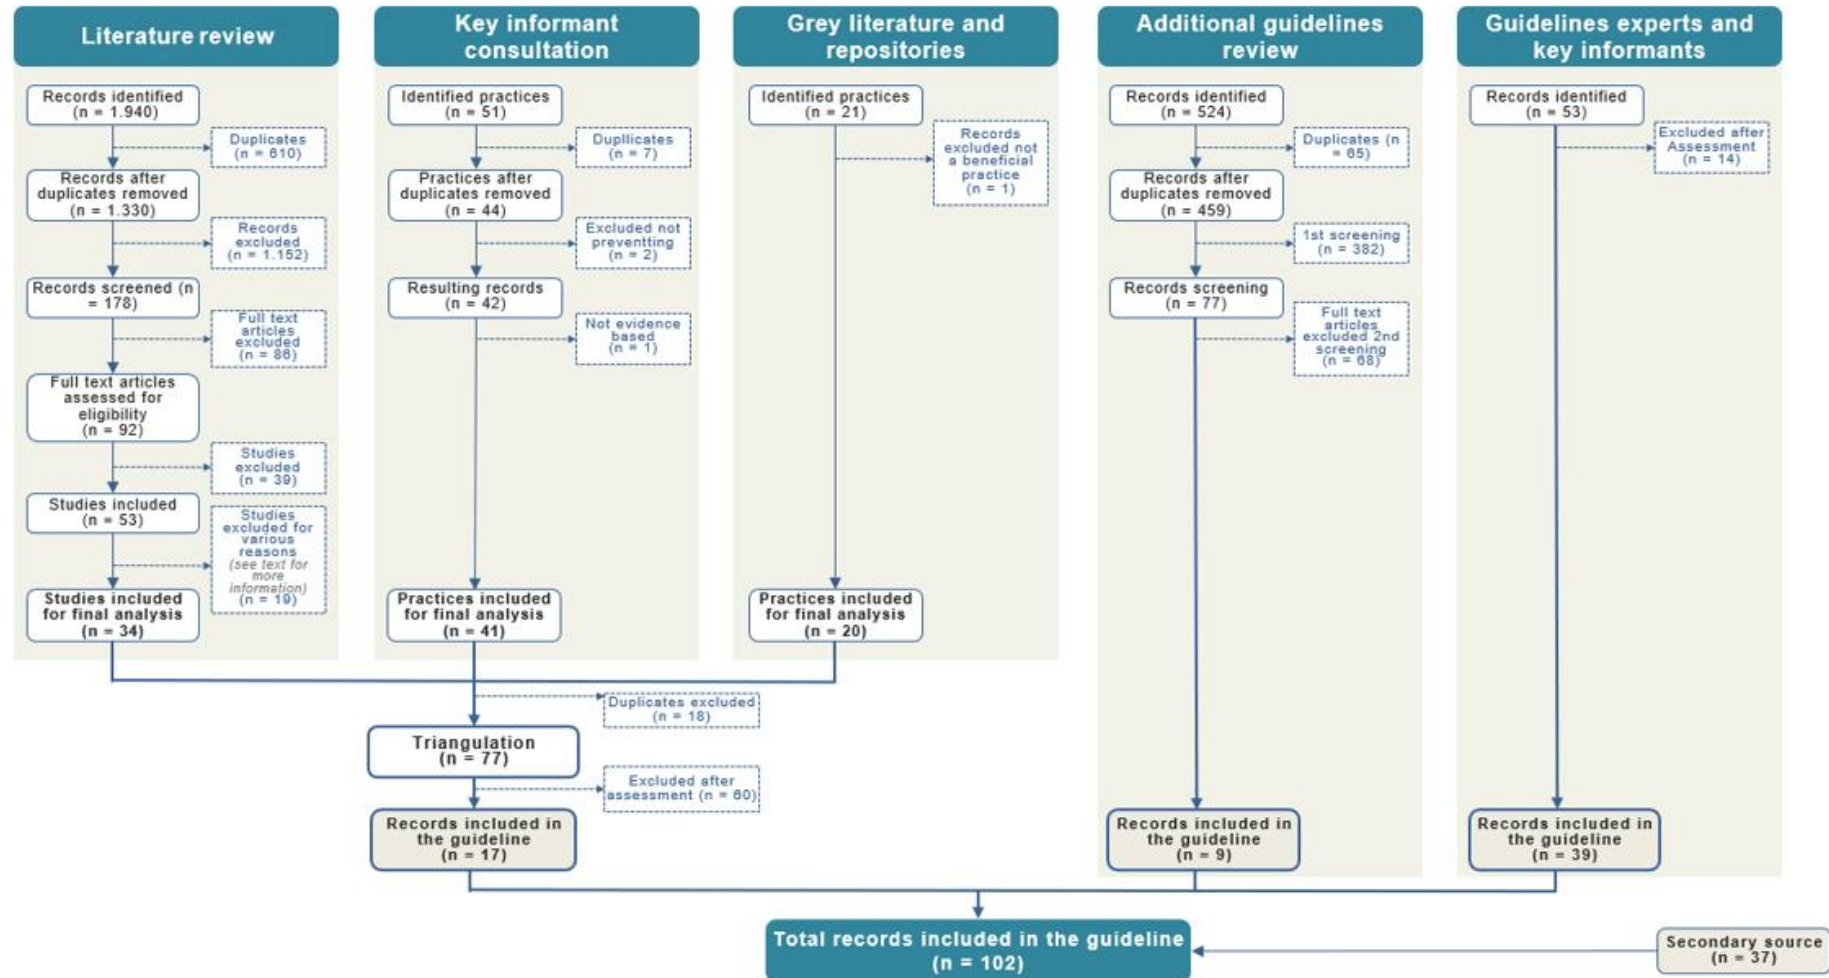 Literature review
Key informant
consultation
Grey literature and
repositories
Additional guidelines
review
Guidelines experts and
key informants
Records identified
(n = 1.940)
Duplicates
(n = 610)
Records after
duplicates removed
(n = 1.330)
Records
excluded
(n = 1.152)
Records screened (n
= 178)
Full text
articles
excluded
(n = 86)
Full text articles
assessed for
eligibility
(n = 92)
Studies
excluded
(n = 39)
Studies included
(n = 53)
Studies
excluded for
various
reasons
(see text for
more
information)
(n = 19)
Studies included
for final analysis
(n = 34)
Identified practices
(n = 51)
Dupllicates
(n = 7)
Practices after
duplicates removed
(n = 44)
Excluded not
preventting
(n = 2)
Resulting records
(n = 42)
Not evidence
based
(n = 1)
Practices included
for final analysis
(n = 41)
Identified practices
(n = 21)
Records
excluded not
a beneficial
practice
(n = 1)
Practices included
for final analysis
(n = 20)
Duplicates excluded
(n = 18)
Triangulation
(n = 77)
Excluded after
assessment (n = 60)
Records included in
the guideline
(n = 17)
Records identified
(n = 524)
Duplicates (n
= 65)
Records after
duplicates removed
(n = 459)
1st screening
(n = 382)
Records screening
(n = 77)
Full text
articles
excluded 2nd
screening
(n = 68)
Records included in
the guideline
(n = 9)
Records identified
(n = 53)
Excluded after
Assessment
(n = 14)
Records included in
the guideline
(n = 39)
Total records included in the guideline
(n = 102)
Secondary source
(n = 37)